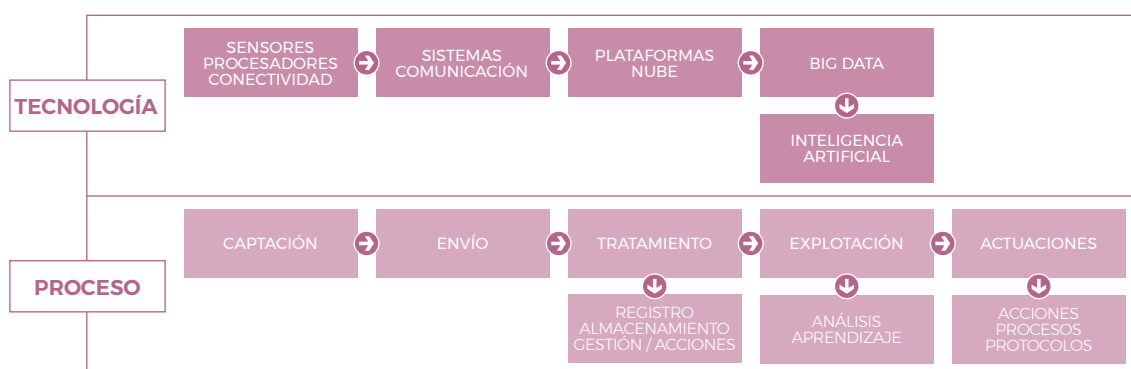 TECNOLOGÍA
SENSORES
PROCESADORES
CONECTIVIDAD
SISTEMAS
COMUNICACIÓN
PLATAFORMAS
NUBE
BIG DATA
INTELIGENCIA
ARTIFICIAL
PROCESO
CAPTACIÓN
ENVÍO
TRATAMIENTO
EXPLOTACIÓN
ACTUACIONES
REGISTRO
ALMACENAMIENTO
GESTIÓN / ACCIONES
ANÁLISIS
APRENDIZAJE
ACCIONES
PROCESOS
PROTOCOLOS